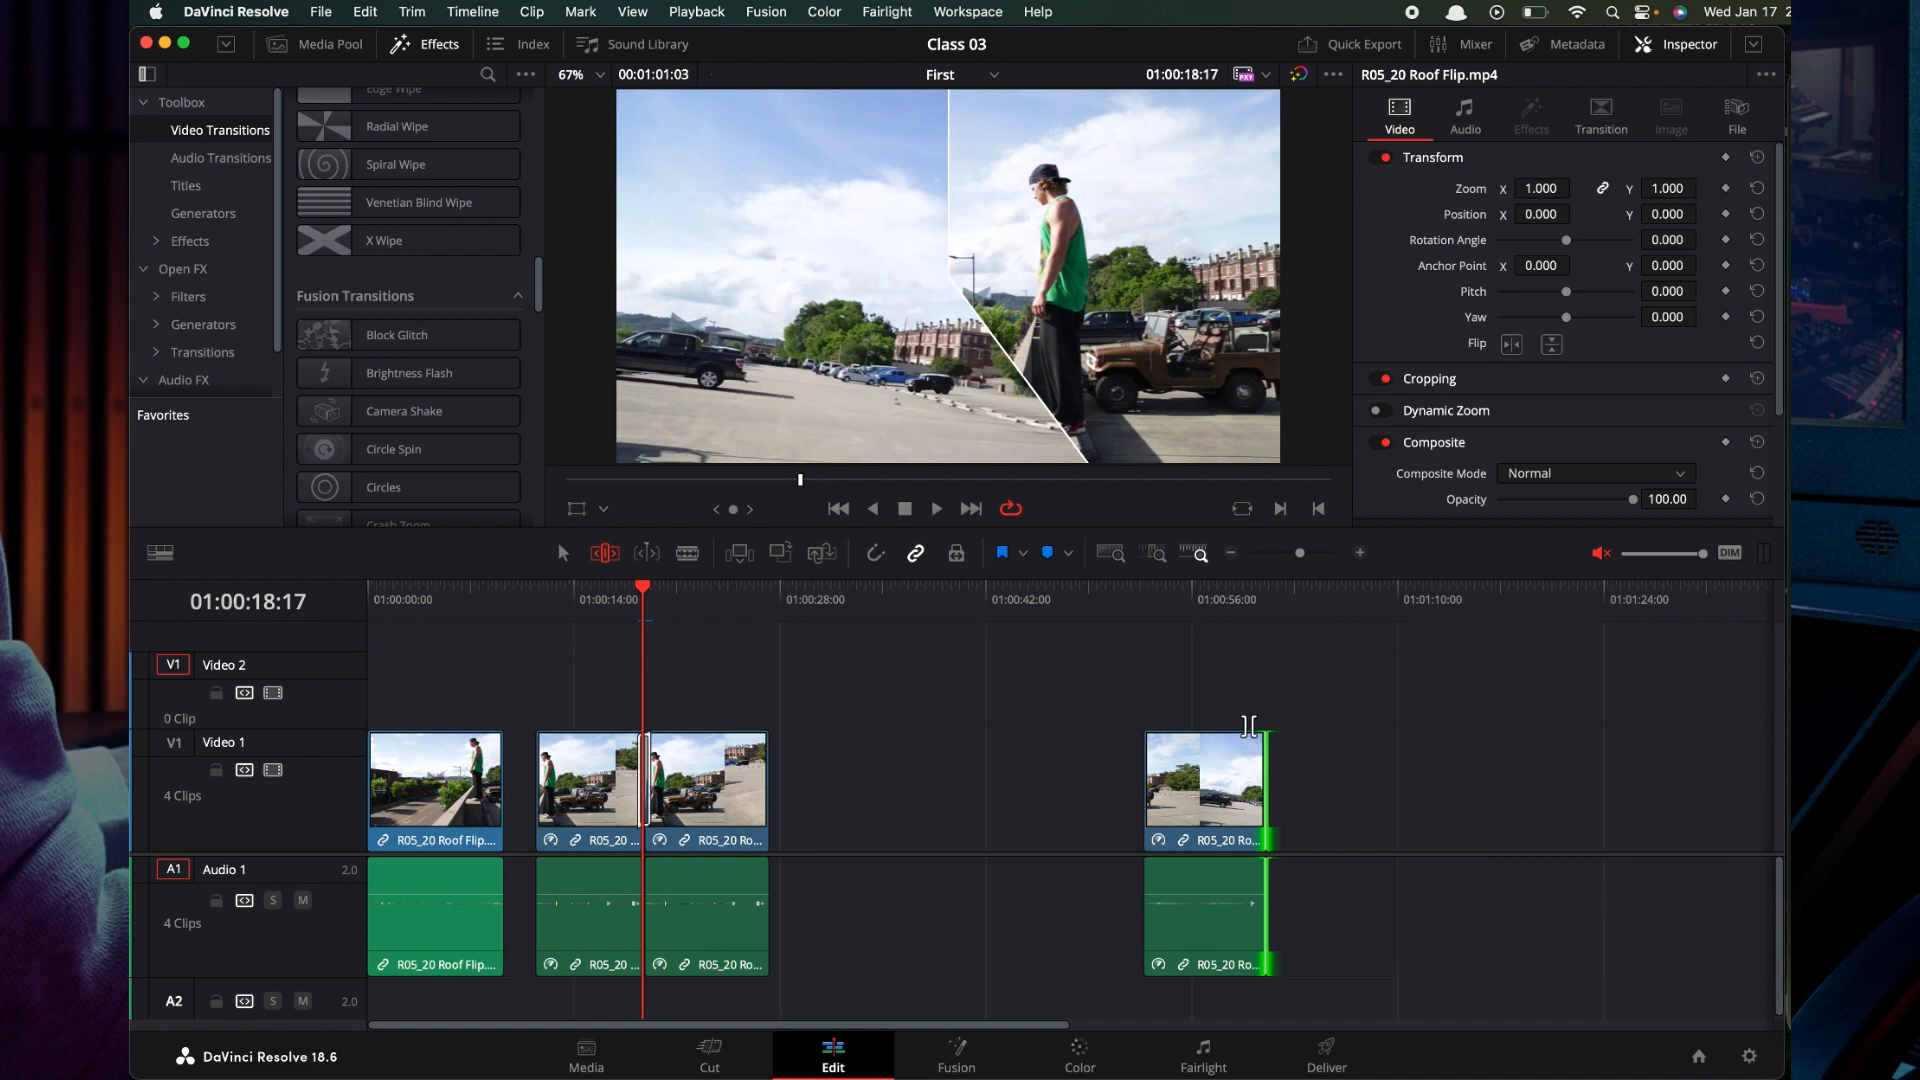 DaVinci Resolve File Edit Trim Timeline Clip Mark View Playback Fusion Color Fairlight Workspace Help Wed Jan 17
Media Pool Effects Index Sound Library Class 03 Quick Export Mixer Metadata Inspector
67% 00:01:01:03 First 01:00:18:17 PXY R05_20 Roof Flip.mp4
Toolbox
Video Transitions
Audio Transitions
Titles
Generators
Effects
Open FX
Filters
Generators
Transitions
Audio FX
Favorites
Edge Wipe
Radial Wipe
Spiral Wipe
Venetian Blind Wipe
X Wipe
Fusion Transitions
Block Glitch
Brightness Flash
Camera Shake
Circle Spin
Circles
Crash Zoom
Video Audio Effects Transition Image File
Transform
Zoom X 1.000 Y 1.000
Position X 0.000 Y 0.000
Rotation Angle 0.000
Anchor Point X 0.000 Y 0.000
Pitch 0.000
Yaw 0.000
Flip
Cropping
Dynamic Zoom
Composite
Composite Mode Normal
Opacity 100.00
DIM
01:00:18:17
01:00:00:00 01:00:14:00 01:00:28:00 01:00:42:00 01:00:56:00 01:01:10:00 01:01:24:00
V1 Video 2
0 Clip
V1 Video 1
4 Clips
R05_20 Roof Flip.... R05_20 ... R05_20 Ro... R05_20 Ro...
A1 Audio 1 2.0
S M
4 Clips
R05_20 Roof Flip.... R05_20 ... R05_20 Ro... R05_20 Ro...
A2 S M 2.0
DaVinci Resolve 18.6
Media Cut Edit Fusion Color Fairlight Deliver